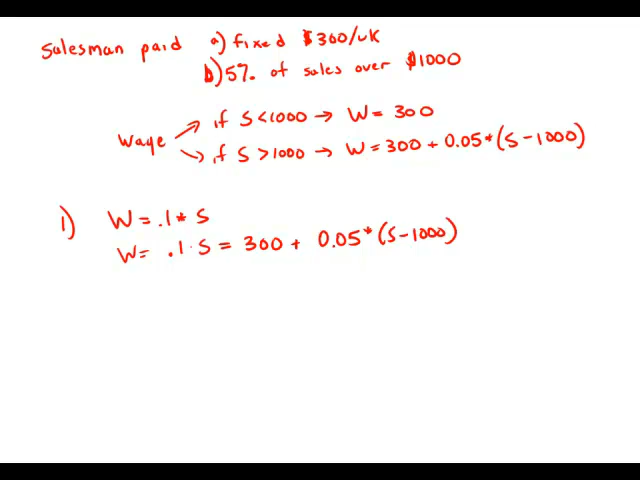 Salesman paid a) fixed $300/wk
b) 5% of sales over $1000
if S < 1000 → W = 300
Wage
if S > 1000 → W = 300 + 0.05*(S - 1000)
1) W = .1 * S
W = .1 · S = 300 + 0.05*(S - 1000)